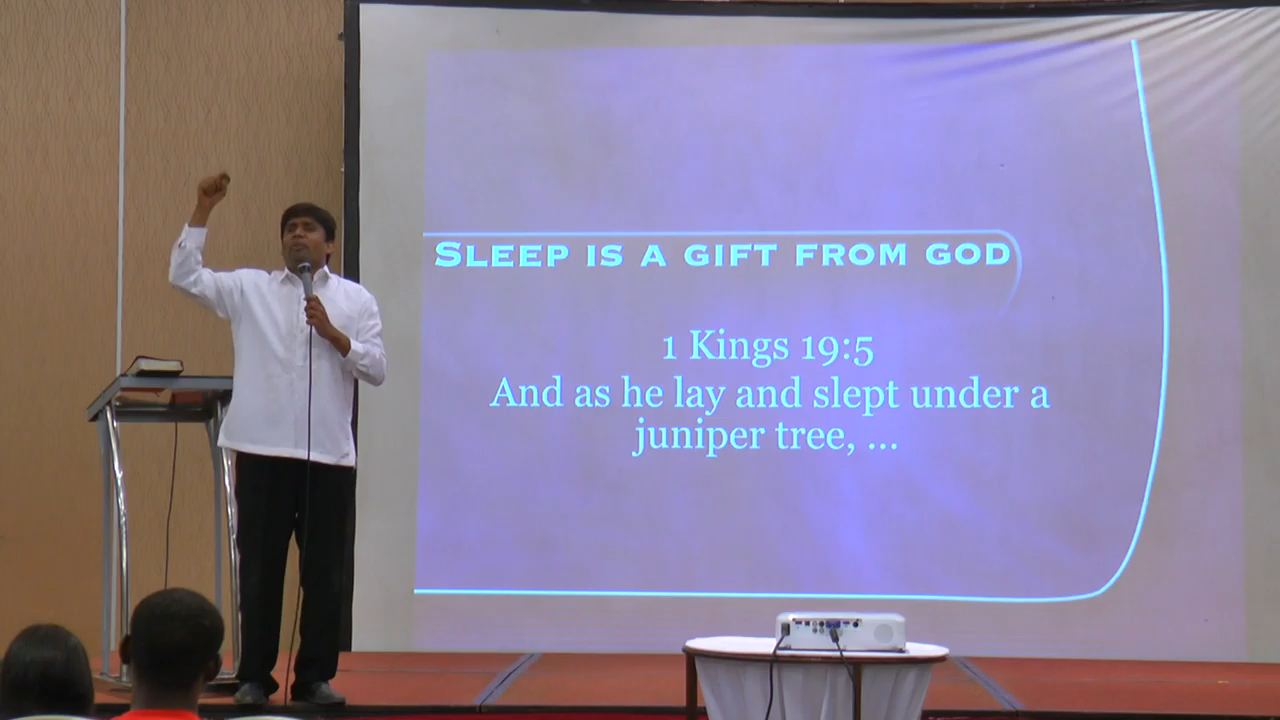 SLEEP IS A GIFT FROM GOD
1 Kings 19:5
And as he lay and slept under a
juniper tree, ...